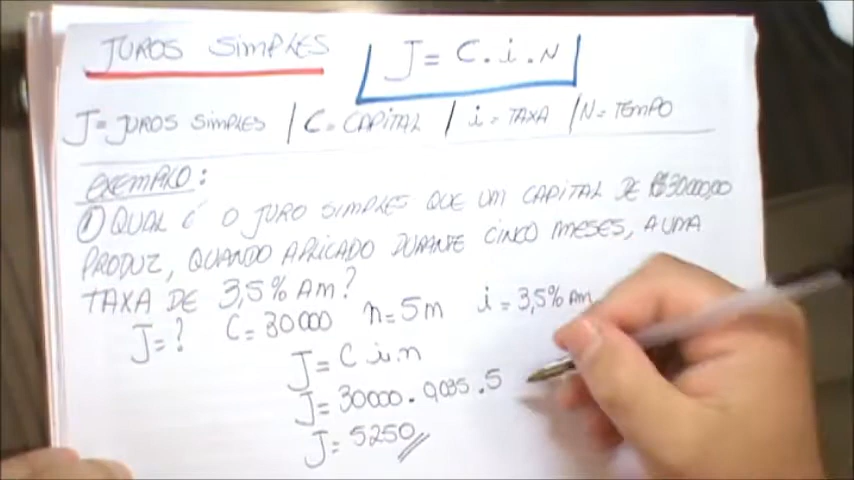 JUROS SIMPLES
J = C . i . N
J = JUROS SIMPLES / C = CAPITAL / i = TAXA / N = TEMPO
EXEMPLO:
① QUAL É O JURO SIMPLES QUE UM CAPITAL DE R$30000,00
PRODUZ, QUANDO APLICADO DURANTE CINCO MESES, A UMA
TAXA DE 3,5% AM?
J = ? C = 30000 n = 5m i = 3,5% AM
J = C . i . n
J = 30000 . 0,035 . 5
J = 5250